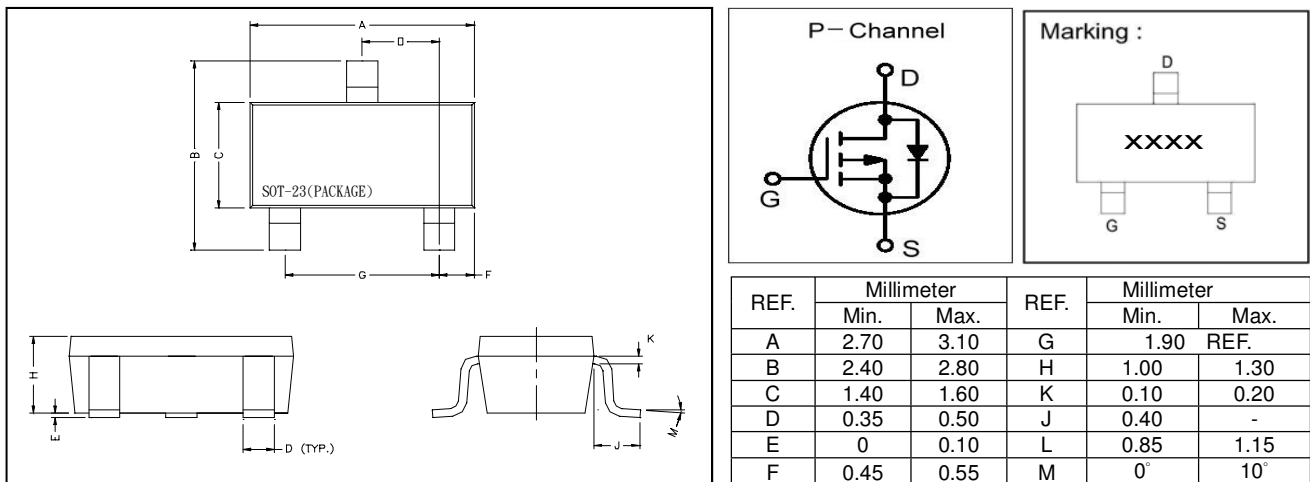 A
D
B
C
SOT-23(PACKAGE)
G
F
H
E
D (TYP.)
K
J
M
P-Channel
D
G
S
Marking :
D
XXXX
G
S
REF. Millimeter REF. Millimeter
Min. Max. Min. Max.
A 2.70 3.10 G 1.90 REF.
B 2.40 2.80 H 1.00 1.30
C 1.40 1.60 K 0.10 0.20
D 0.35 0.50 J 0.40 -
E 0 0.10 L 0.85 1.15
F 0.45 0.55 M 0° 10°